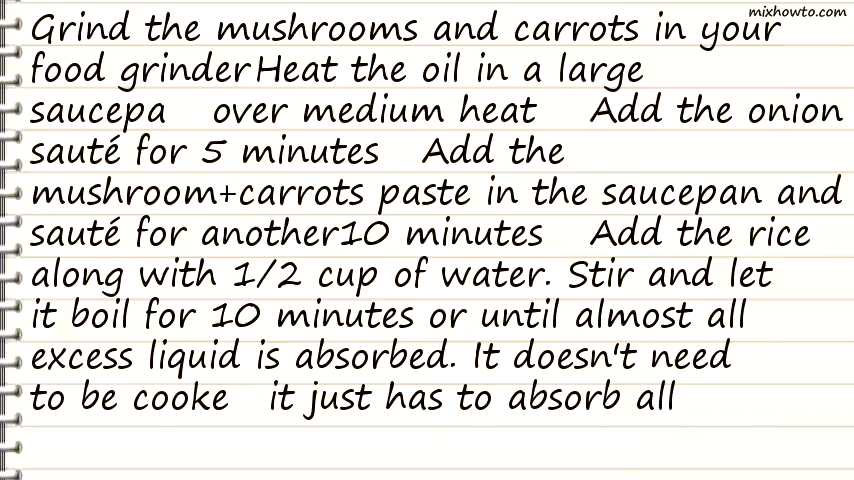 mixhowto.com
Grind the mushrooms and carrots in your
food grinderHeat the oil in a large
saucepa over medium heat Add the onion
sauté for 5 minutes Add the
mushroom+carrots paste in the saucepan and
sauté for another10 minutes Add the rice
along with 1/2 cup of water. Stir and let
it boil for 10 minutes or until almost all
excess liquid is absorbed. It doesn't need
to be cooke it just has to absorb all